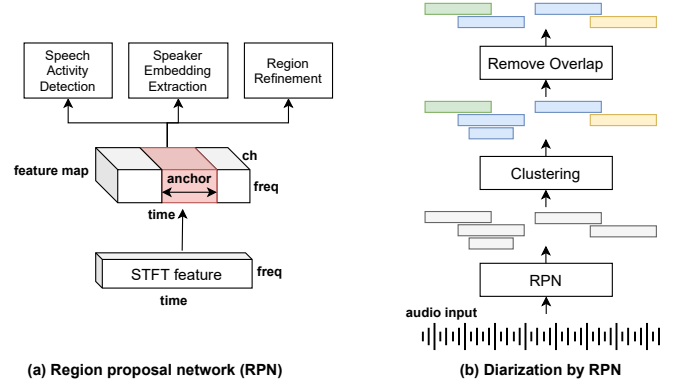 Speech
Activity
Detection
Speaker
Embedding
Extraction
Region
Refinement
feature map
ch
anchor
freq
time
STFT feature
freq
time
(a) Region proposal network (RPN)
Remove Overlap
Clustering
RPN
audio input
(b) Diarization by RPN